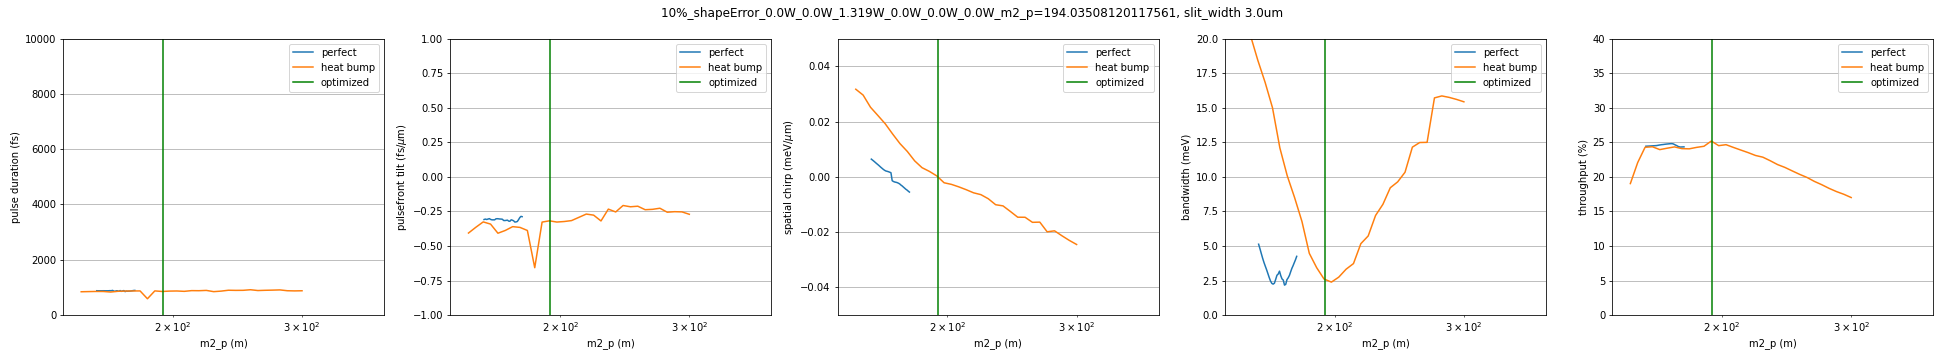 10%_shapeError_0.0W_0.0W_1.319W_0.0W_0.0W_0.0W_m2_p=194.03508120117561, slit_width 3.0um
pulse duration (fs)
10000
8000
6000
4000
2000
0
2 × 10²
3 × 10²
m2_p (m)
perfect
heat bump
optimized
pulsefront tilt (fs/μm)
1.00
0.75
0.50
0.25
0.00
−0.25
−0.50
−0.75
−1.00
2 × 10²
3 × 10²
m2_p (m)
perfect
heat bump
optimized
spatial chirp (meV/μm)
0.04
0.02
0.00
−0.02
−0.04
2 × 10²
3 × 10²
m2_p (m)
perfect
heat bump
optimized
bandwidth (meV)
20.0
17.5
15.0
12.5
10.0
7.5
5.0
2.5
0.0
2 × 10²
3 × 10²
m2_p (m)
perfect
heat bump
optimized
throughput (%)
40
35
30
25
20
15
10
5
0
2 × 10²
3 × 10²
m2_p (m)
perfect
heat bump
optimized